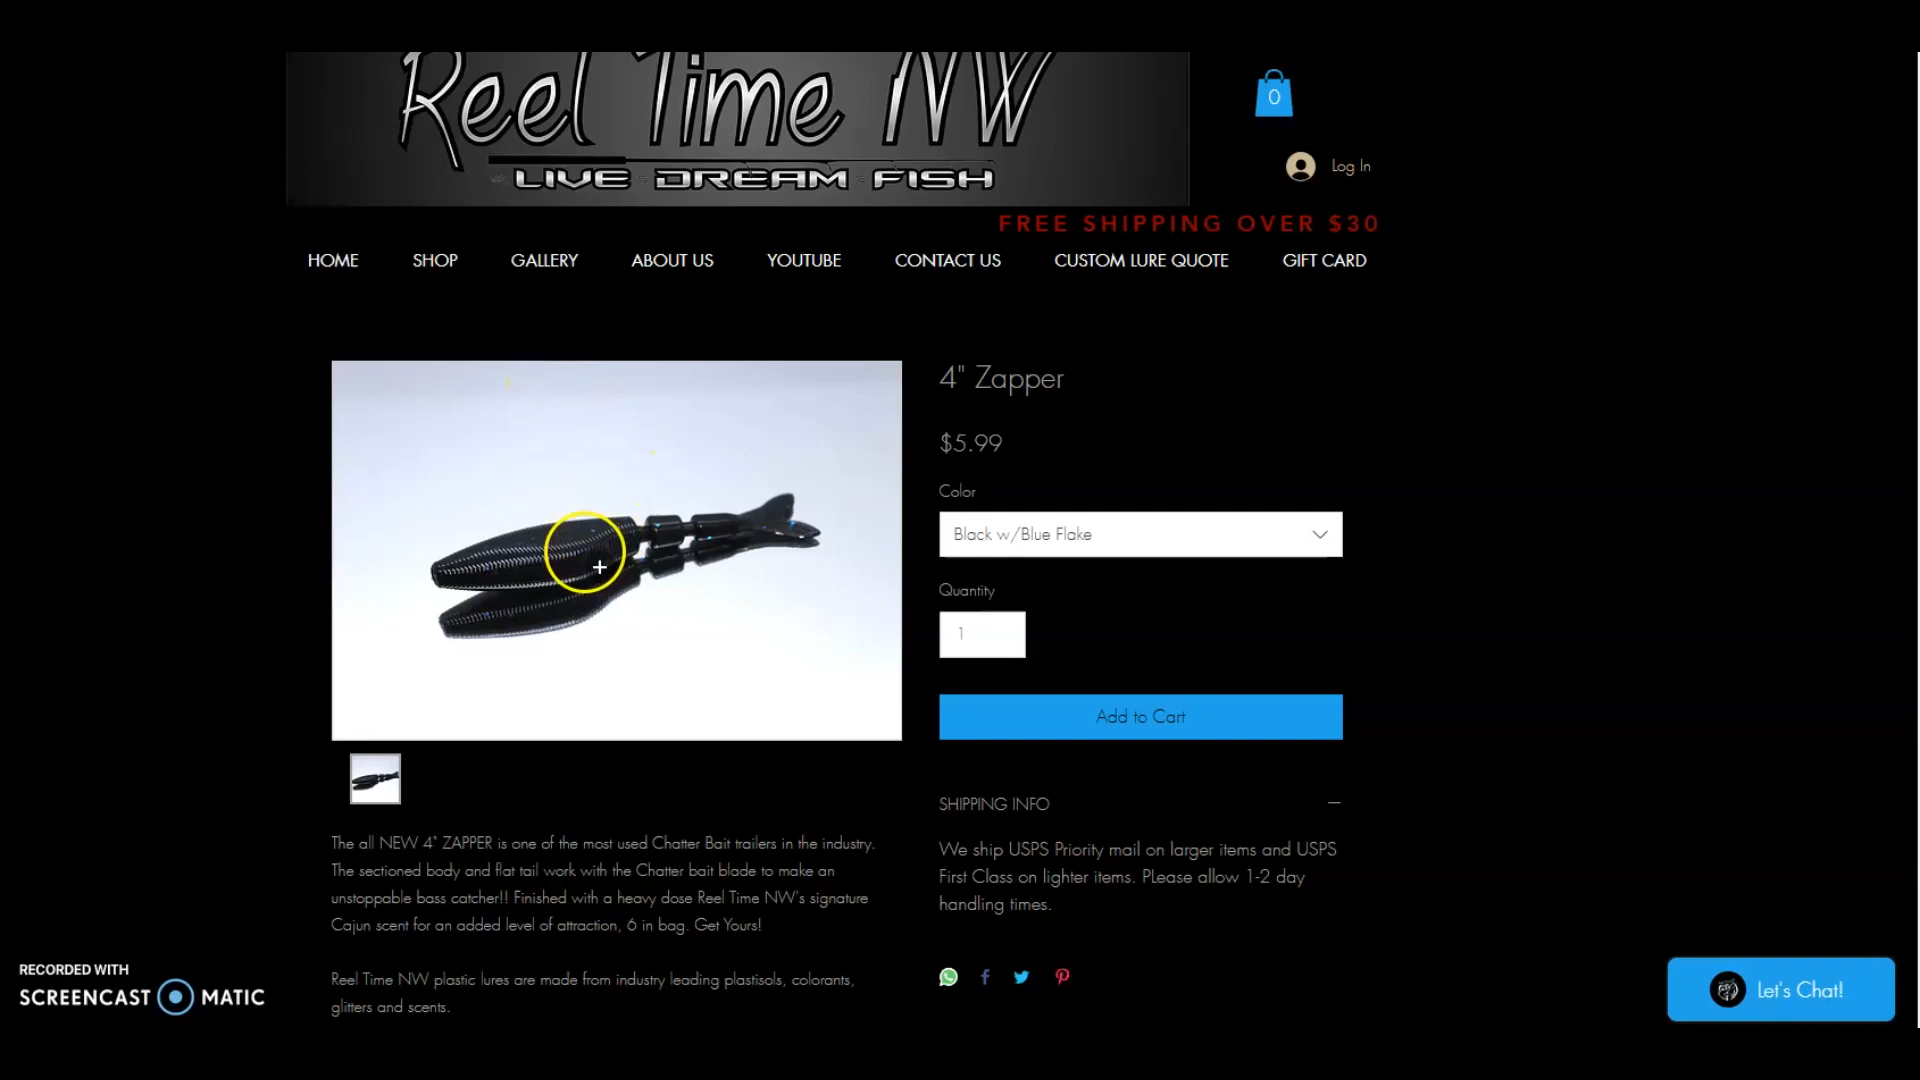 Reel Time NW
LIVE DREAM FISH
0
Log In
FREE SHIPPING OVER $30
HOME
SHOP
GALLERY
ABOUT US
YOUTUBE
CONTACT US
CUSTOM LURE QUOTE
GIFT CARD
4" Zapper
$5.99
Color
Black w/Blue Flake
Quantity
1
Add to Cart
The all NEW 4" ZAPPER is one of the most used Chatter Bait trailers in the industry.
The sectioned body and flat tail work with the Chatter bait blade to make an
unstoppable bass catcher!! Finished with a heavy dose Reel Time NW's signature
Cajun scent for an added level of attraction, 6 in bag. Get Yours!
Reel Time NW plastic lures are made from industry leading plastisols, colorants,
glitters and scents.
SHIPPING INFO
We ship USPS Priority mail on larger items and USPS
First Class on lighter items. PLease allow 1-2 day
handling times.
RECORDED WITH
SCREENCAST MATIC
Let's Chat!